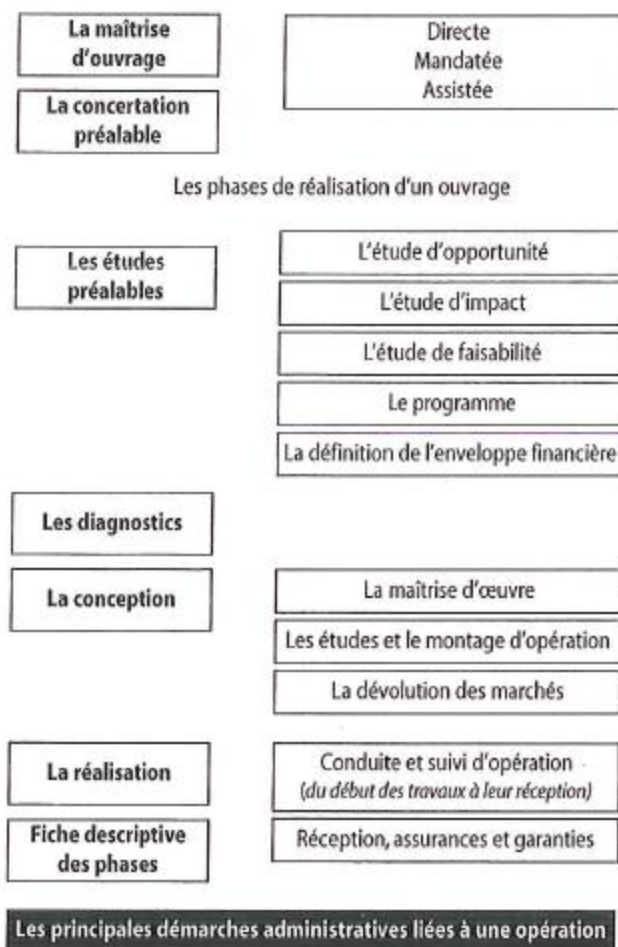 La maîtrise
d'ouvrage
Directe
Mandatée
Assistée
La concertation
préalable
Les phases de réalisation d'un ouvrage
Les études
préalables
L'étude d'opportunité
L'étude d'impact
L'étude de faisabilité
Le programme
La définition de l'enveloppe financière
Les diagnostics
La conception
La maîtrise d'œuvre
Les études et le montage d'opération
La dévolution des marchés
La réalisation
Conduite et suivi d'opération
(du début des travaux à leur réception)
Fiche descriptive
des phases
Réception, assurances et garanties
Les principales démarches administratives liées à une opération